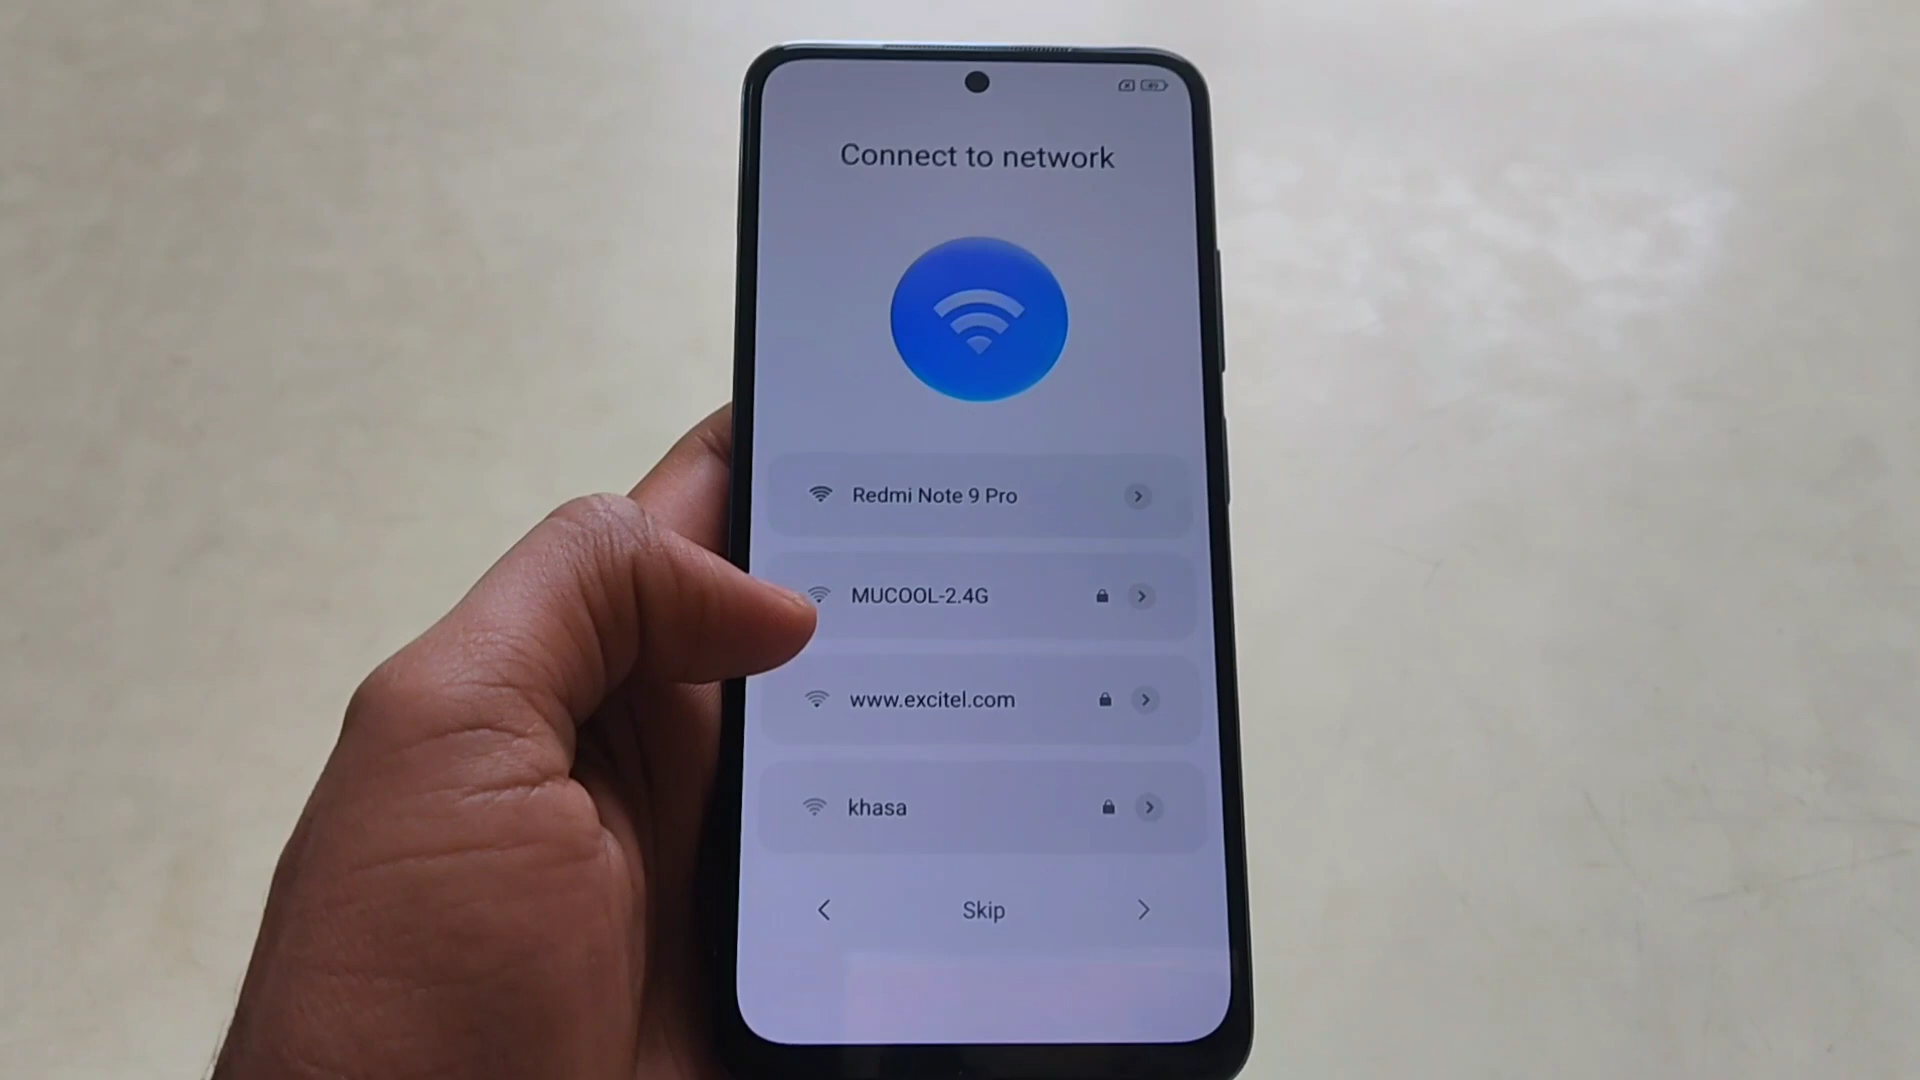 Connect to network
Redmi Note 9 Pro
MUCOOL-2.4G
www.excitel.com
khasa
Skip